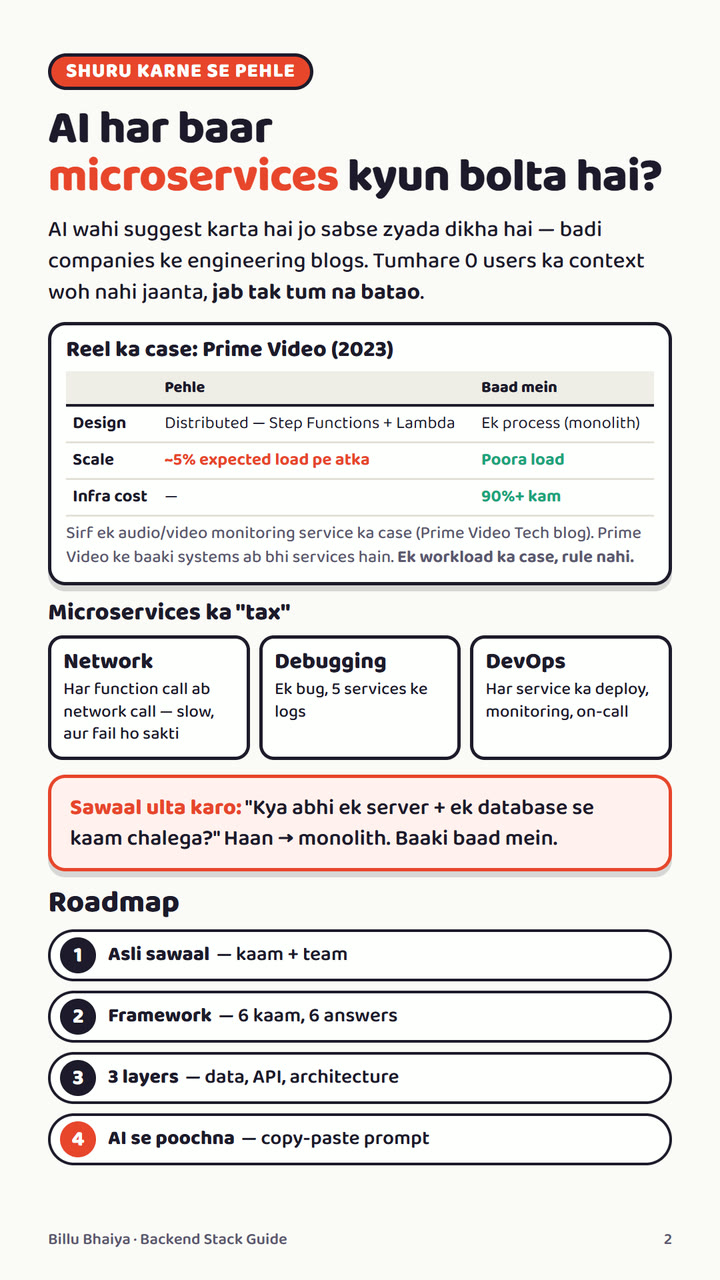 SHURU KARNE SE PEHLE
AI har baar
microservices kyun bolta hai?
AI wahi suggest karta hai jo sabse zyada dikha hai — badi
companies ke engineering blogs. Tumhare 0 users ka context
woh nahi jaanta, jab tak tum na batao.
Reel ka case: Prime Video (2023)
Pehle Baad mein
Design Distributed — Step Functions + Lambda Ek process (monolith)
Scale ~5% expected load pe atka Poora load
Infra cost — 90%+ kam
Sirf ek audio/video monitoring service ka case (Prime Video Tech blog). Prime
Video ke baaki systems ab bhi services hain. Ek workload ka case, rule nahi.
Microservices ka "tax"
Network
Har function call ab
network call — slow,
aur fail ho sakti
Debugging
Ek bug, 5 services ke
logs
DevOps
Har service ka deploy,
monitoring, on-call
Sawaal ulta karo: "Kya abhi ek server + ek database se
kaam chalega?" Haan → monolith. Baaki baad mein.
Roadmap
1 Asli sawaal — kaam + team
2 Framework — 6 kaam, 6 answers
3 3 layers — data, API, architecture
4 AI se poochna — copy-paste prompt
Billu Bhaiya · Backend Stack Guide 2